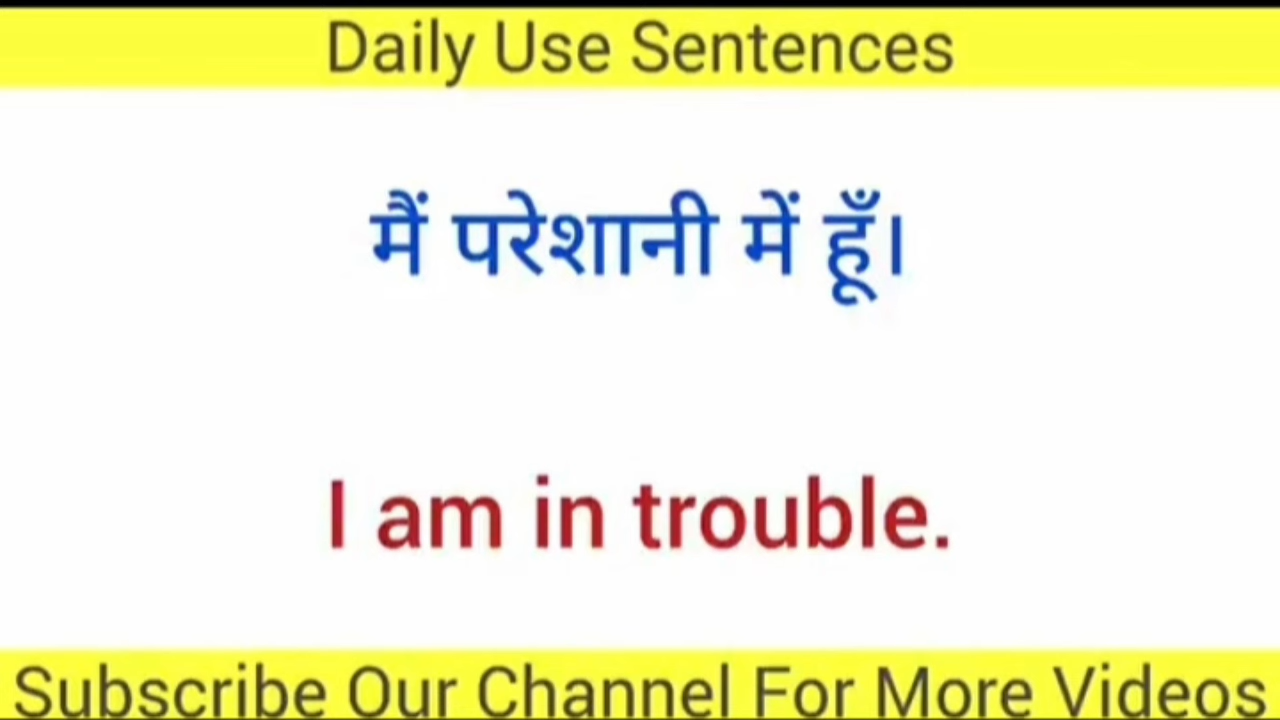 Daily Use Sentences
मैं परेशानी में हूँ।
I am in trouble.
Subscribe Our Channel For More Videos